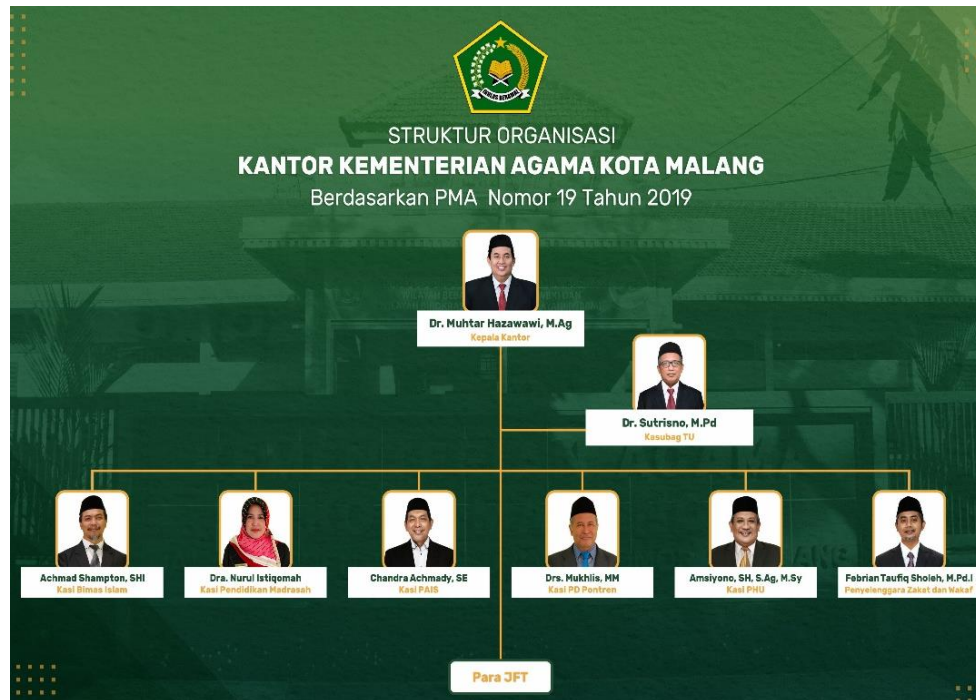 IKHLAS BERAMAL
STRUKTUR ORGANISASI
KANTOR KEMENTERIAN AGAMA KOTA MALANG
Berdasarkan PMA Nomor 19 Tahun 2019
Dr. Muhtar Hazawawi, M.Ag
Kepala Kantor
Dr. Sutrisno, M.Pd
Kasubag TU
Achmad Shampton, SHI
Kasi Bimas Islam
Dra. Nurul Istiqomah
Kasi Pendidikan Madrasah
Chandra Achmady, SE
Kasi PAIS
Drs. Mukhlis, MM
Kasi PD Pontren
Amsiyono, SH, S.Ag, M.Sy
Kasi PHU
Febrian Taufiq Sholeh, M.Pd.I
Penyelenggara Zakat dan Wakaf
Para JFT